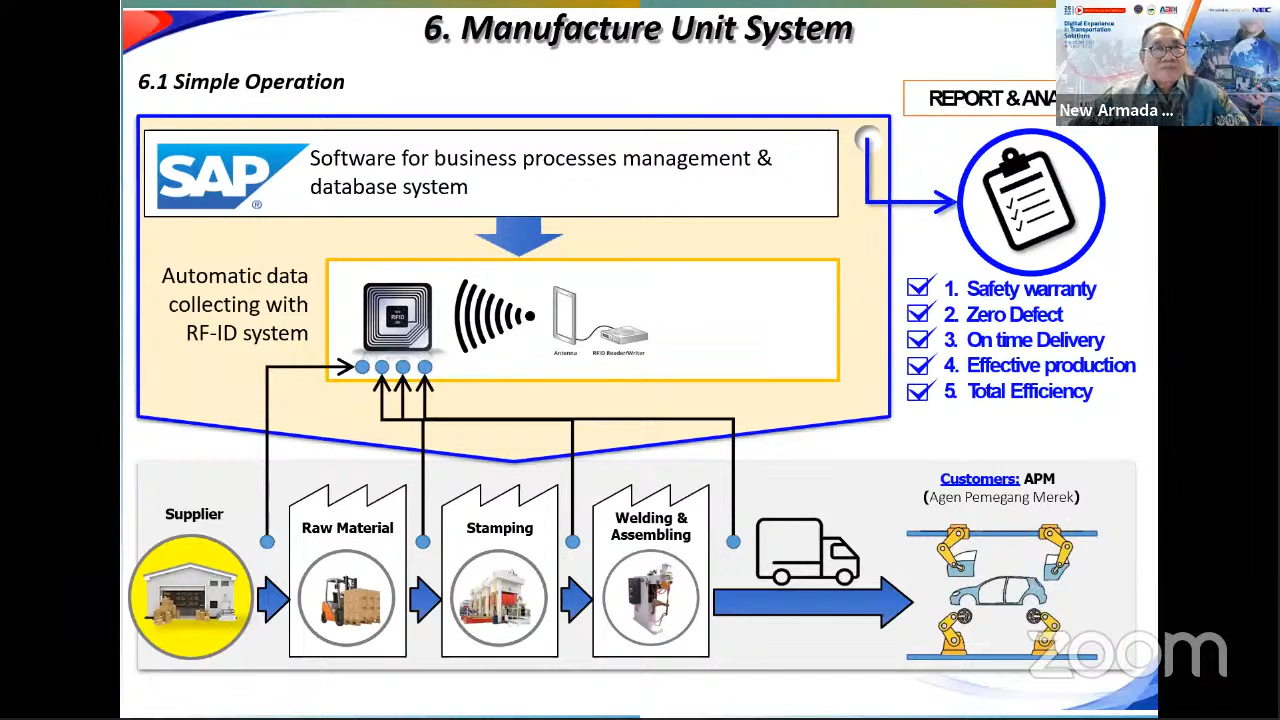 6. Manufacture Unit System
6.1 Simple Operation
REPORT & ANA
Digital Experience
in Transportation
Solutions
NEC
New Armada ...
SAP
®
Software for business processes management &
database system
Automatic data
collecting with
RF-ID system
RFID
Antenna
RFID Reader/Writer
1. Safety warranty
2. Zero Defect
3. On time Delivery
4. Effective production
5. Total Efficiency
Supplier
Raw Material
Stamping
Welding &
Assembling
Customers: APM
(Agen Pemegang Merek)
zoom